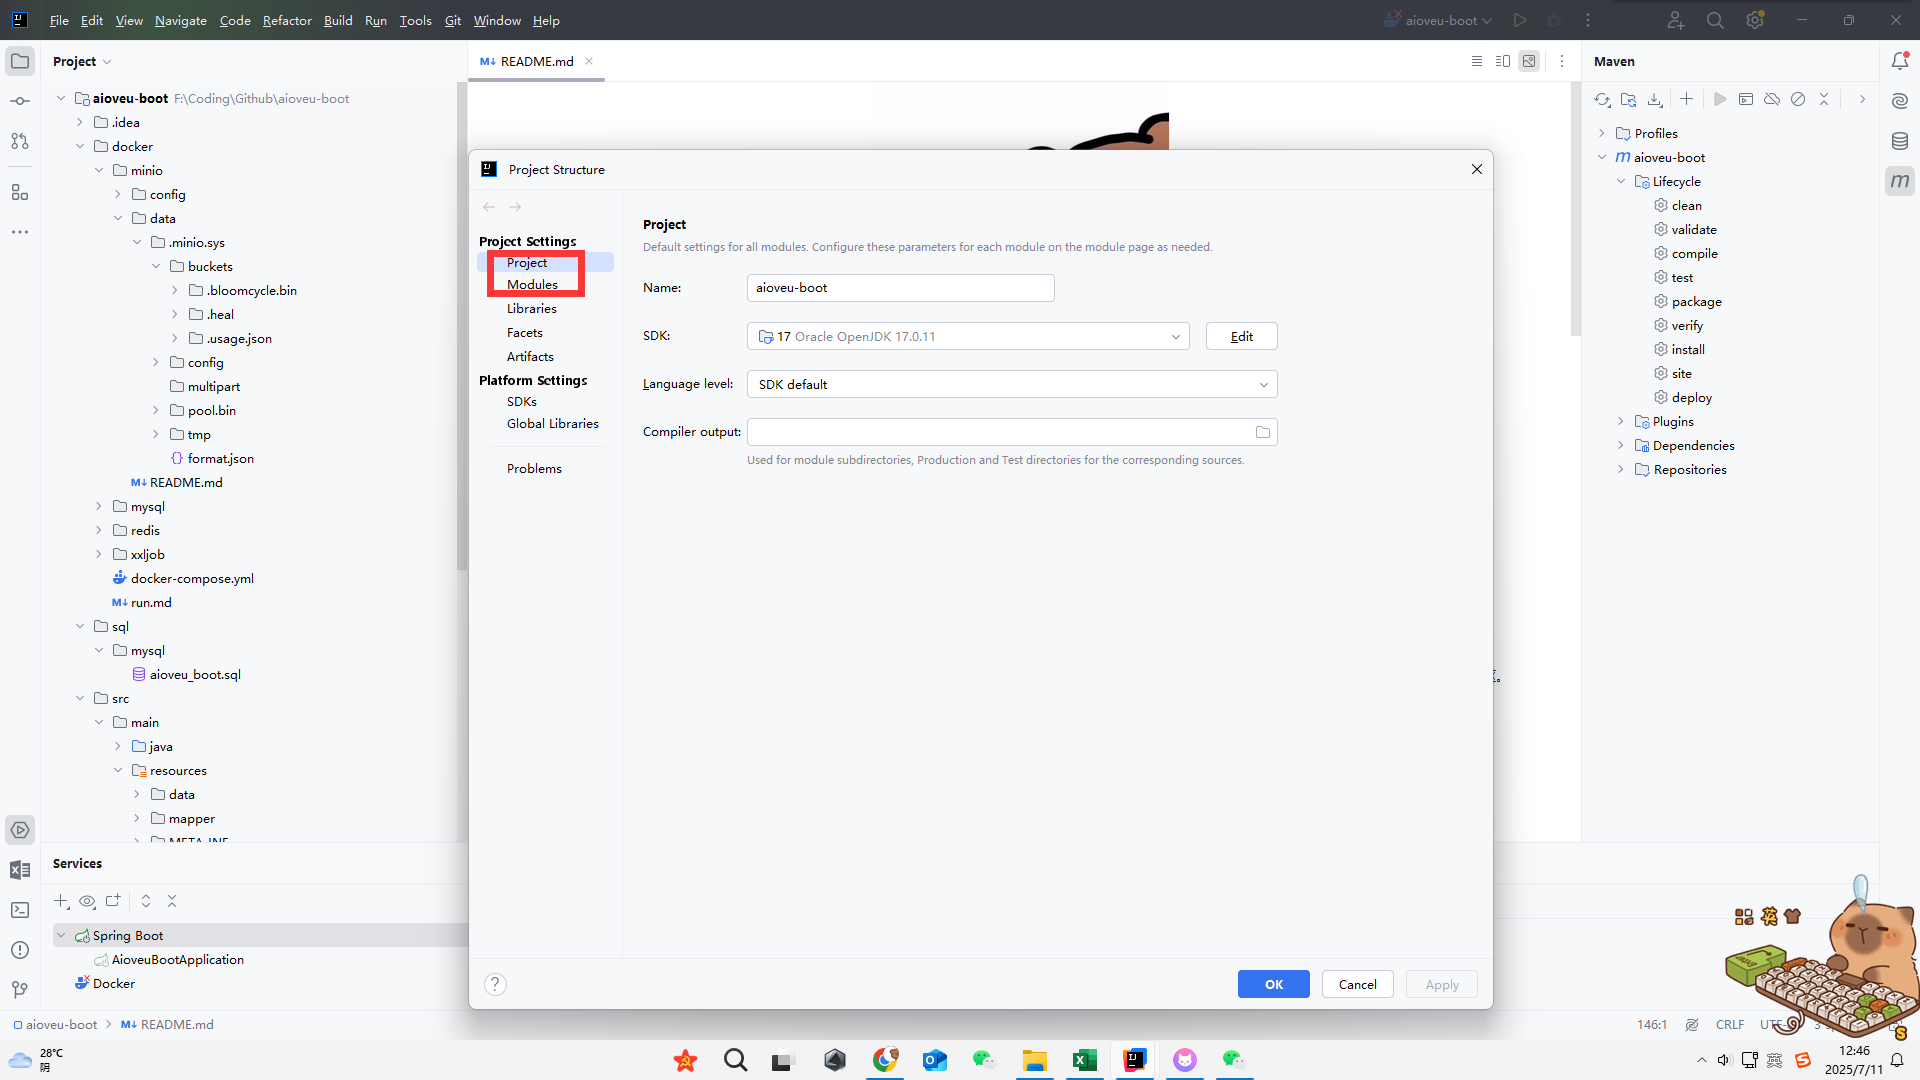 File Edit View Navigate Code Refactor Build Run Tools Git Window Help
aioveu-boot
Project
README.md
Maven
aioveu-boot F:\Coding\Github\aioveu-boot
.idea
docker
minio
config
data
.minio.sys
buckets
.bloomcycle.bin
.heal
.usage.json
config
multipart
pool.bin
tmp
format.json
README.md
mysql
redis
xxljob
docker-compose.yml
run.md
sql
mysql
aioveu_boot.sql
src
main
java
resources
data
mapper
META-INF
Project Structure
Project Settings
Project
Modules
Libraries
Facets
Artifacts
Platform Settings
SDKs
Global Libraries
Problems
Project
Default settings for all modules. Configure these parameters for each module on the module page as needed.
Name: aioveu-boot
SDK: 17 Oracle OpenJDK 17.0.11 Edit
Language level: SDK default
Compiler output:
Used for module subdirectories, Production and Test directories for the corresponding sources.
? OK Cancel Apply
Profiles
aioveu-boot
Lifecycle
clean
validate
compile
test
package
verify
install
site
deploy
Plugins
Dependencies
Repositories
Services
Spring Boot
AioveuBootApplication
Docker
aioveu-boot README.md
146:1 CRLF
28°C
阴
英
12:46
2025/7/11